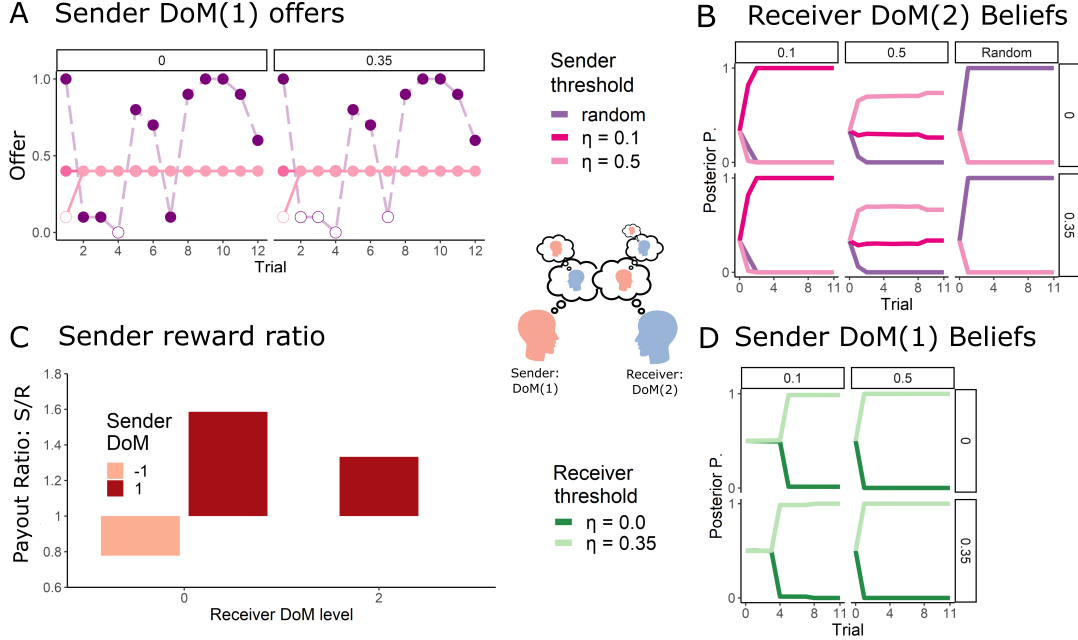 A Sender DoM(1) offers
0
0.35
1.0
0.5
0.0
Offer
2 4 6 8 10 12 2 4 6 8 10 12
Trial
Sender
threshold
random
η = 0.1
η = 0.5
B Receiver DoM(2) Beliefs
0.1 0.5 Random
1
0
0
1
0
0.35
Posterior P.
0 4 8 11 0 4 8 11 0 4 8 11
Trial
Sender:
DoM(1)
Receiver:
DoM(2)
C Sender reward ratio
1.8
1.6
1.4
1.2
1
0.8
0.6
Payout Ratio: S/R
Sender
DoM
-1
1
0 2
Receiver DoM level
Receiver
threshold
η = 0.0
η = 0.35
D Sender DoM(1) Beliefs
0.1 0.5
1
0
0
1
0
0.35
Posterior P.
0 4 8 11 0 4 8 11
Trial